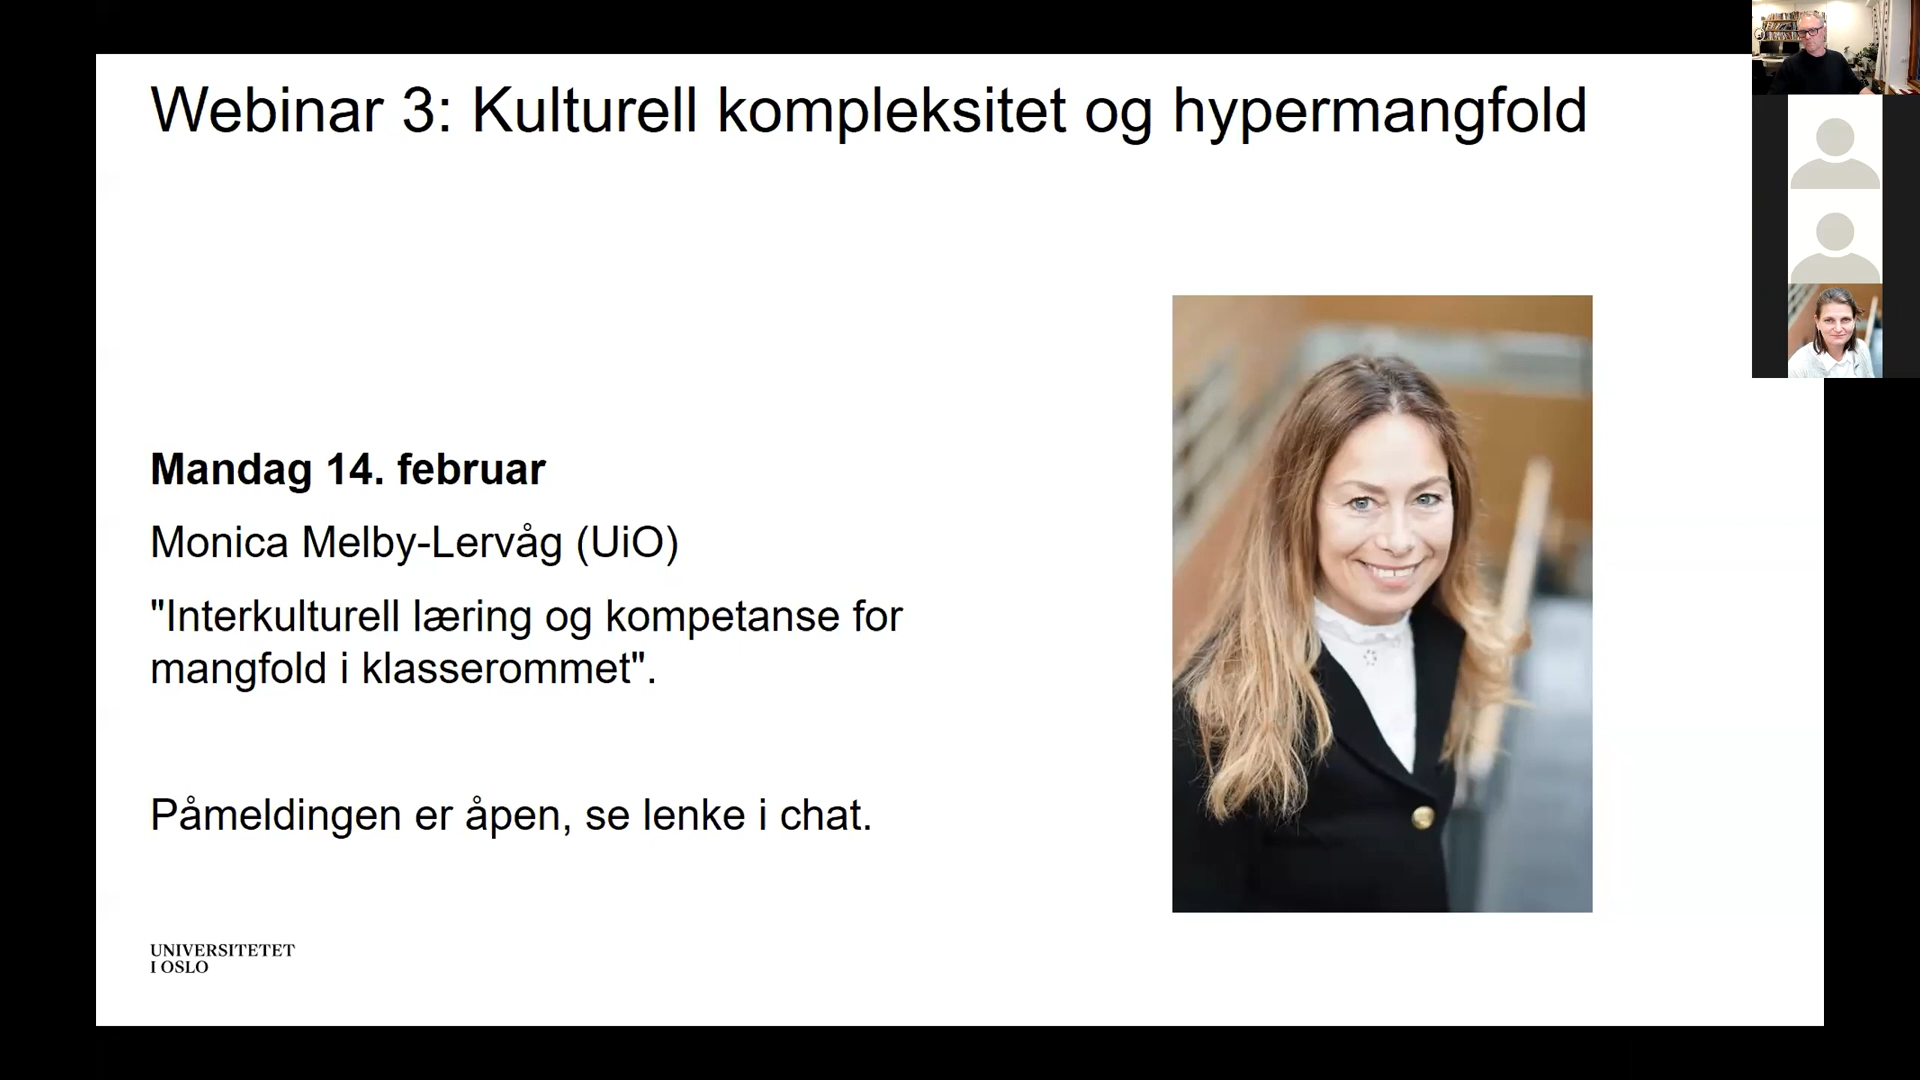 Webinar 3: Kulturell kompleksitet og hypermangfold
Mandag 14. februar
Monica Melby-Lervåg (UiO)
"Interkulturell læring og kompetanse for
mangfold i klasserommet".
Påmeldingen er åpen, se lenke i chat.
UNIVERSITETET
I OSLO